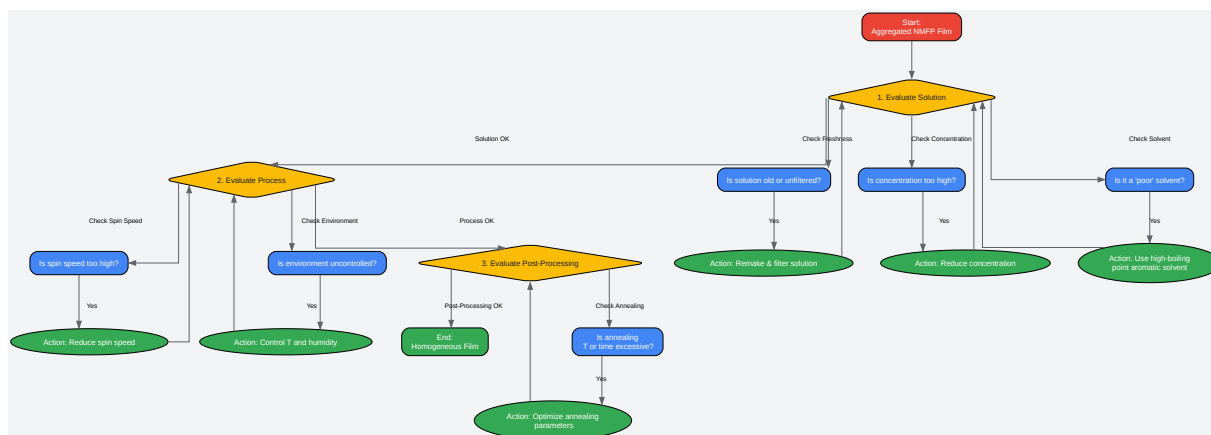 Start:
Aggregated NMFP Film
1. Evaluate Solution
Solution OK
Check Freshness
Check Concentration
Check Solvent
2. Evaluate Process
Is solution old or unfiltered?
Is concentration too high?
Is it a 'poor' solvent?
Check Spin Speed
Check Environment
Process OK
Yes
Yes
Yes
Is spin speed too high?
Is environment uncontrolled?
3. Evaluate Post-Processing
Action: Remake & filter solution
Action: Reduce concentration
Action: Use high-boiling
point aromatic solvent
Yes
Yes
Post-Processing OK
Check Annealing
Action: Reduce spin speed
Action: Control T and humidity
End:
Homogeneous Film
Is annealing
T or time excessive?
Yes
Action: Optimize annealing
parameters